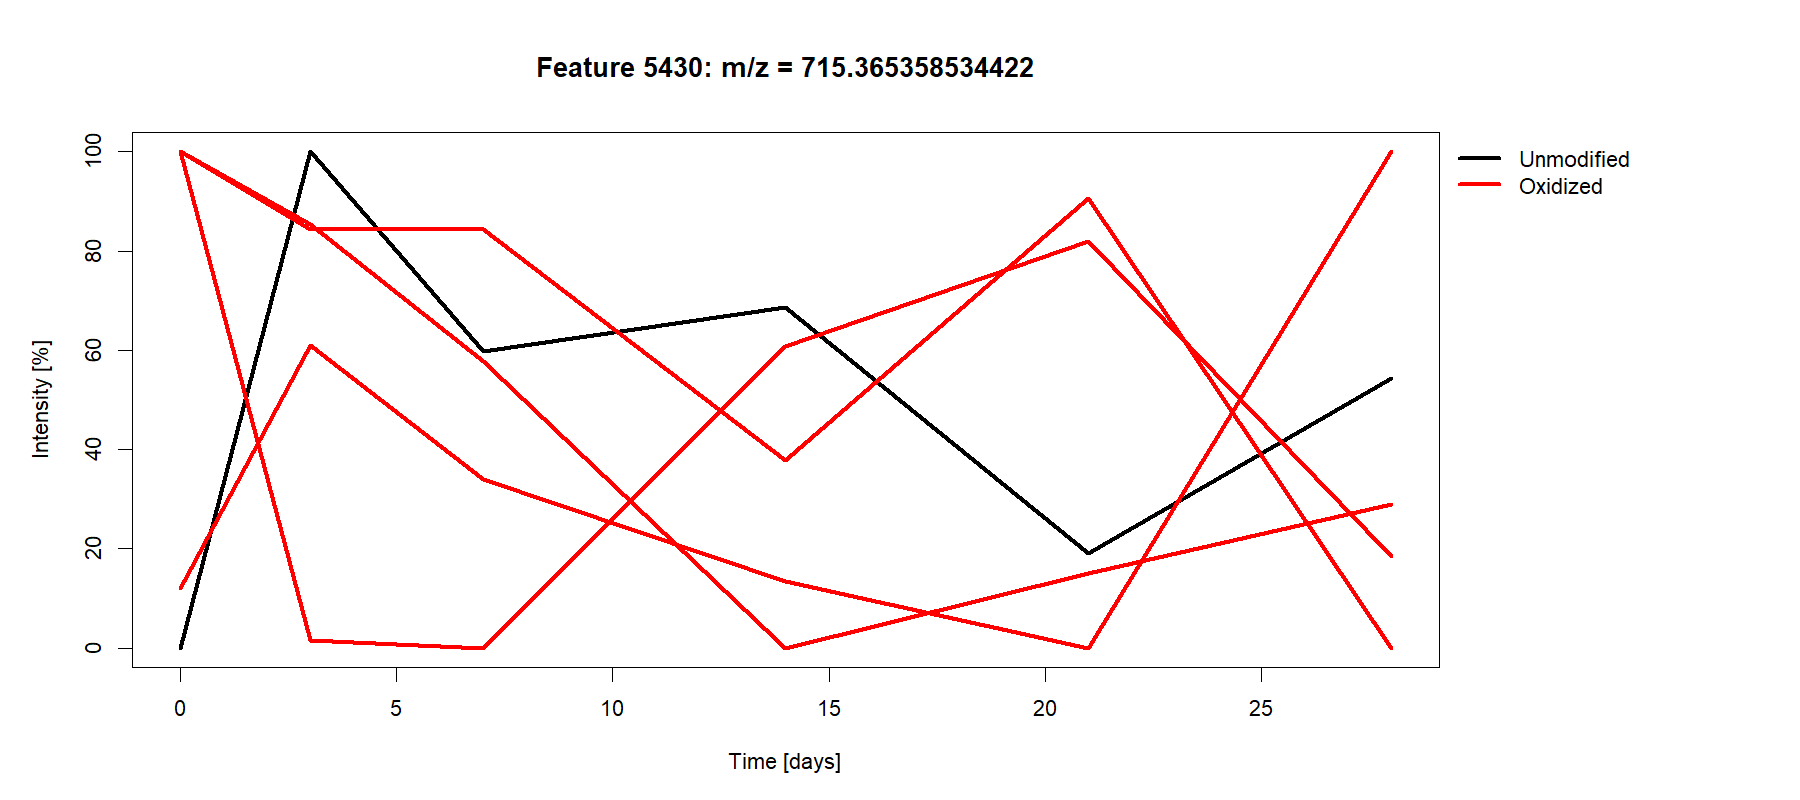 Feature 5430: m/z = 715.365358534422
Unmodified
Oxidized
Intensity [%]
100
80
60
40
20
0
0 5 10 15 20 25
Time [days]